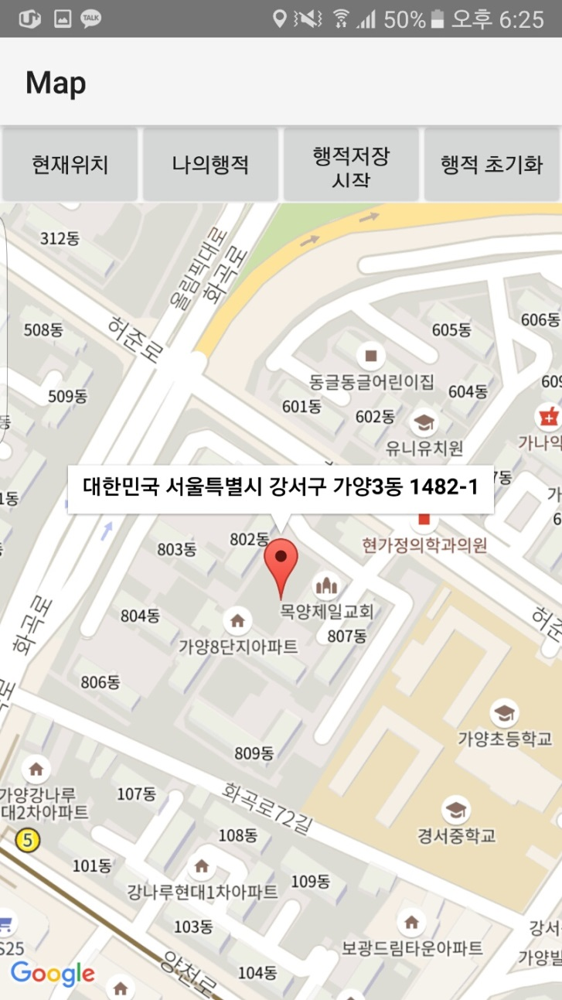 TALK
50% 오후 6:25
Map
현재위치
나의행적
행적저장
시작
행적 초기화
312동
올림픽대로
화곡로
508동
허준로
605동
606동
509동
동글동글어린이집
601동
604동
602동
유니유치원
대한민국 서울특별시 강서구 가양3동 1482-1
803동
802동
현가정의학과의원
804동
목양제일교회
가양8단지아파트
807동
화곡로
806동
가양초등학교
809동
가양강나루
대2차아파트
107동
화곡로72길
경서중학교
5
108동
101동
강나루현대1차아파트
109동
103동
보광드림타운아파트
강서
S25
양천로
가양빌
Google
104동